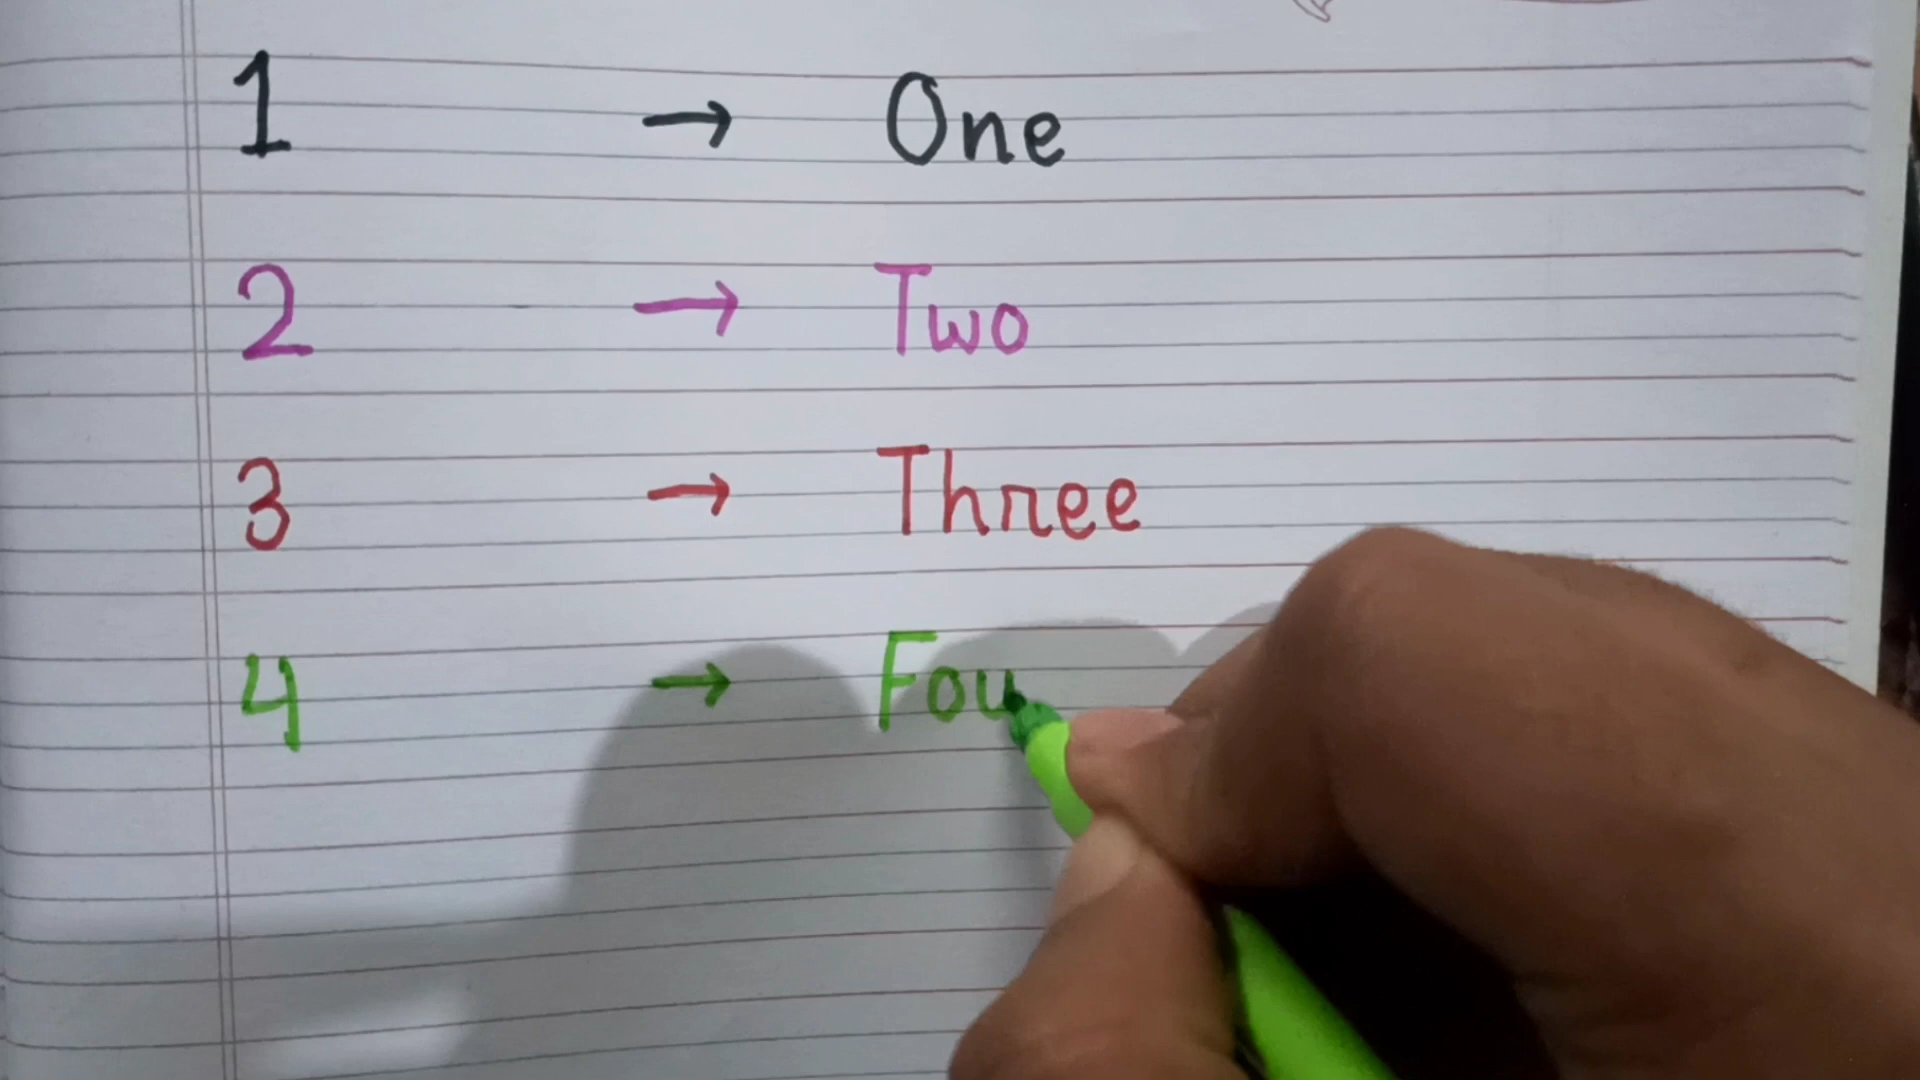 1 → One
2 → Two
3 → Three
4 → Fou